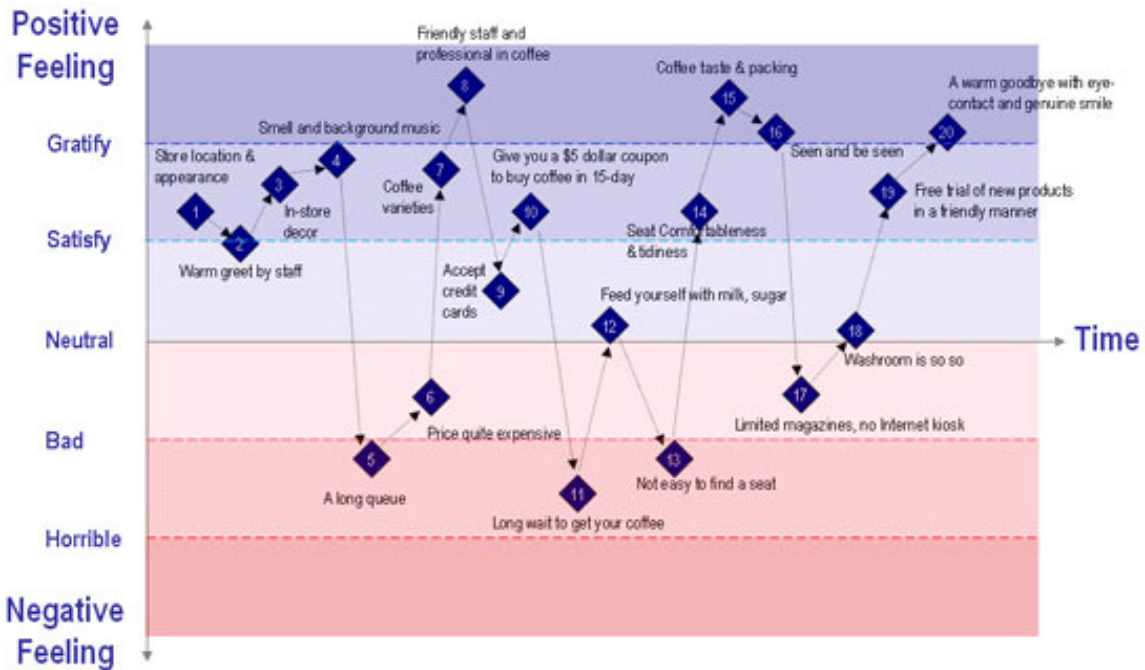 Positive
Feeling
Friendly staff and
professional in coffee
8
Coffee taste & packing
15
A warm goodbye with eye-
contact and genuine smile
20
16
Gratify
Smell and background music
Store location &
appearance
4
3
1
2
In-store
decor
Warm greet by staff
7
Coffee
varieties
Give you a $5 dollar coupon
to buy coffee in 15-day
10
Seen and be seen
14
Seat Comfortableness
& tidiness
19
Free trial of new products
in a friendly manner
Satisfy
Accept
credit
cards
9
Feed yourself with milk, sugar
12
18
Neutral
Time
Washroom is so so
6
Price quite expensive
17
Limited magazines, no Internet kiosk
Bad
5
A long queue
13
Not easy to find a seat
11
Long wait to get your coffee
Horrible
Negative
Feeling